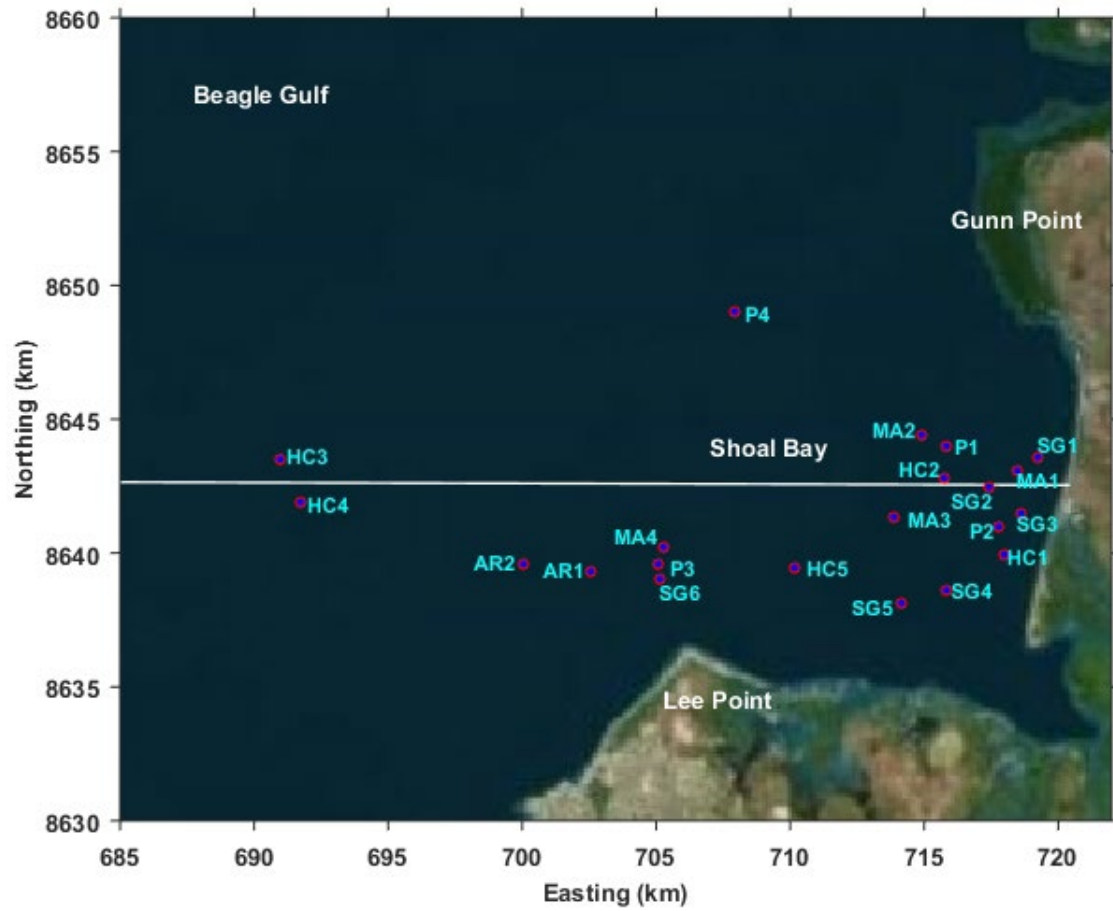 8660
Beagle Gulf
8655
Gunn Point
8650
P4
8645
MA2
P1
SG1
Shoal Bay
HC3
HC2
MA1
HC4
SG2
MA3
P2
SG3
8640
MA4
HC1
AR2
AR1
P3
HC5
SG6
SG4
SG5
8635
Lee Point
8630
685 690 695 700 705 710 715 720
Easting (km)
Northing (km)